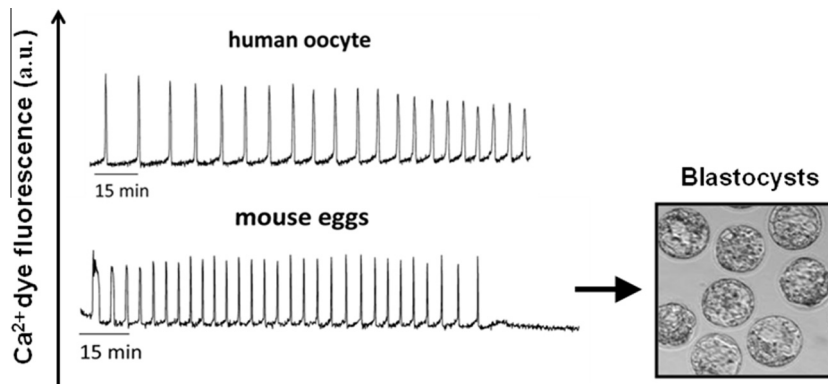 Ca²⁺ dye fluorescence (a.u.)
human oocyte
15 min
mouse eggs
15 min
Blastocysts